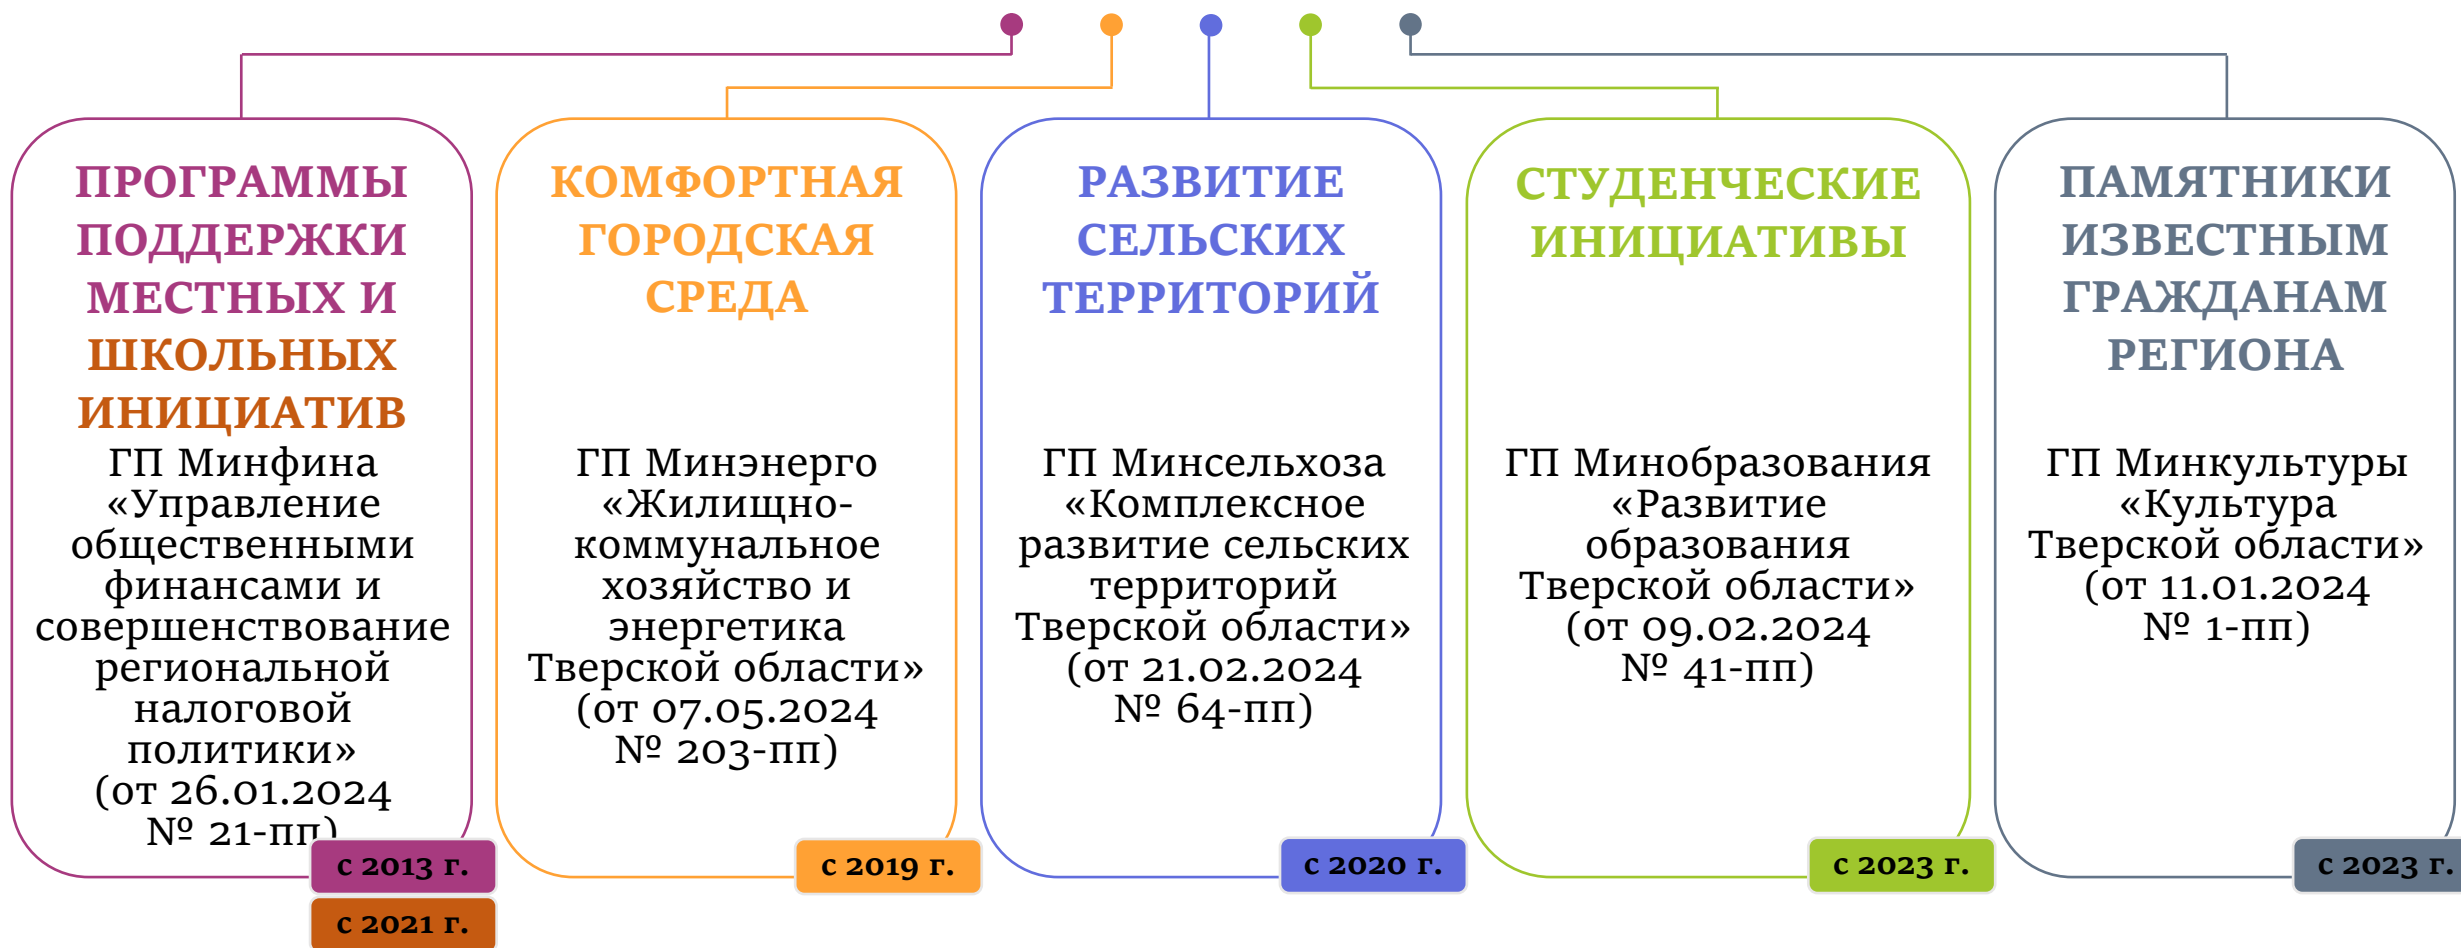 ПРОГРАММЫ
ПОДДЕРЖКИ
МЕСТНЫХ И
ШКОЛЬНЫХ
ИНИЦИАТИВ
ГП Минфина
«Управление
общественными
финансами и
совершенствование
региональной
налоговой
политики»
(от 26.01.2024
№ 21-пп)
с 2013 г.
с 2021 г.
КОМФОРТНАЯ
ГОРОДСКАЯ
СРЕДА
ГП Минэнерго
«Жилищно-
коммунальное
хозяйство и
энергетика
Тверской области»
(от 07.05.2024
№ 203-пп)
с 2019 г.
РАЗВИТИЕ
СЕЛЬСКИХ
ТЕРРИТОРИЙ
ГП Минсельхоза
«Комплексное
развитие сельских
территорий
Тверской области»
(от 21.02.2024
№ 64-пп)
с 2020 г.
СТУДЕНЧЕСКИЕ
ИНИЦИАТИВЫ
ГП Минобразования
«Развитие
образования
Тверской области»
(от 09.02.2024
№ 41-пп)
с 2023 г.
ПАМЯТНИКИ
ИЗВЕСТНЫМ
ГРАЖДАНАМ
РЕГИОНА
ГП Минкультуры
«Культура
Тверской области»
(от 11.01.2024
№ 1-пп)
с 2023 г.